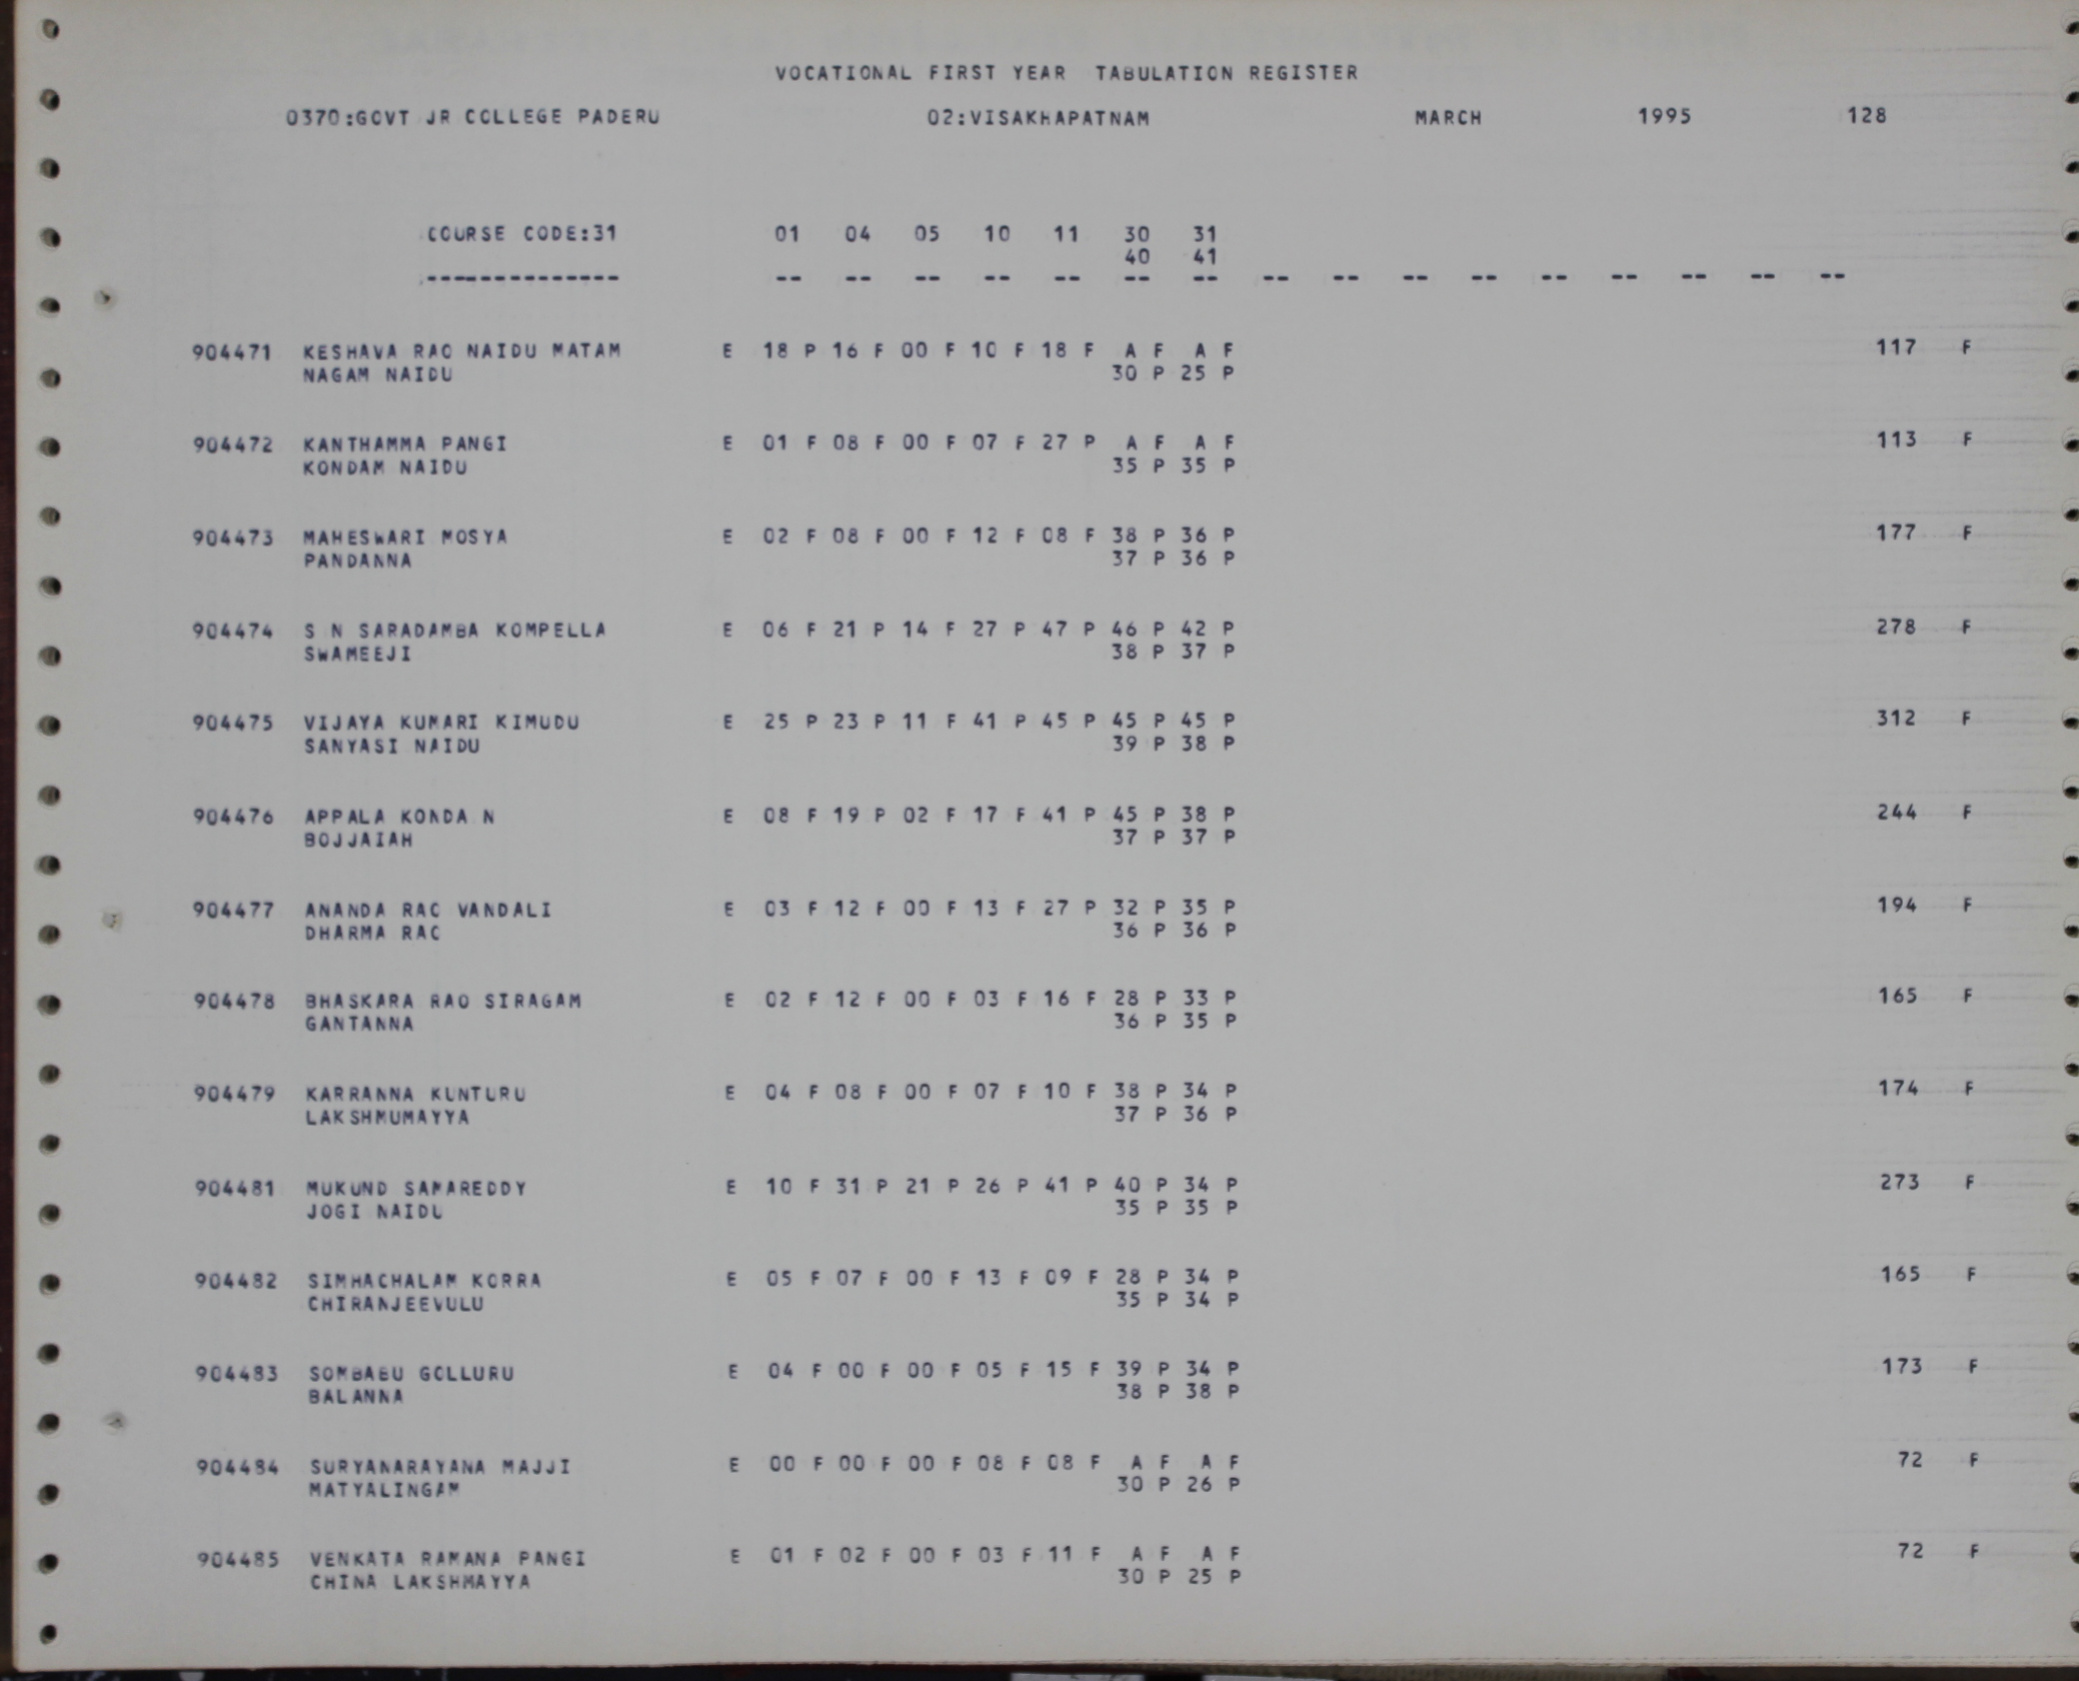 VOCATIONAL FIRST YEAR TABULATION REGISTER
0370:GOVT JR COLLEGE PADERU 02:VISAKHAPATNAM MARCH 1995 128
COURSE CODE:31 01 04 05 10 11 30 31
40 41
-------------- -- -- -- -- -- -- -- -- -- -- -- -- -- -- -- --
904471 KESHAVA RAO NAIDU MATAM E 18 P 16 F 00 F 10 F 18 F A F A F 117 F
NAGAM NAIDU 30 P 25 P
904472 KANTHAMMA PANGI E 01 F 08 F 00 F 07 F 27 P A F A F 113 F
KONDAM NAIDU 35 P 35 P
904473 MAHESWARI MOSYA E 02 F 08 F 00 F 12 F 08 F 38 P 36 P 177 F
PANDANNA 37 P 36 P
904474 S N SARADAMBA KOMPELLA E 06 F 21 P 14 F 27 P 47 P 46 P 42 P 278 F
SWAMEEJI 38 P 37 P
904475 VIJAYA KUMARI KIMUDU E 25 P 23 P 11 F 41 P 45 P 45 P 45 P 312 F
SANYASI NAIDU 39 P 38 P
904476 APPALA KONDA N E 08 F 19 P 02 F 17 F 41 P 45 P 38 P 244 F
BOJJAIAH 37 P 37 P
904477 ANANDA RAO VANDALI E 03 F 12 F 00 F 13 F 27 P 32 P 35 P 194 F
DHARMA RAO 36 P 36 P
904478 BHASKARA RAO SIRAGAM E 02 F 12 F 00 F 03 F 16 F 28 P 33 P 165 F
GANTANNA 36 P 35 P
904479 KARRANNA KUNTURU E 04 F 08 F 00 F 07 F 10 F 38 P 34 P 174 F
LAKSHMUMAYYA 37 P 36 P
904481 MUKUND SAMAREDDY E 10 F 31 P 21 P 26 P 41 P 40 P 34 P 273 F
JOGI NAIDU 35 P 35 P
904482 SIMHACHALAM KORRA E 05 F 07 F 00 F 13 F 09 F 28 P 34 P 165 F
CHIRANJEEVULU 35 P 34 P
904483 SOMBABU GOLLURU E 04 F 00 F 00 F 05 F 15 F 39 P 34 P 173 F
BALANNA 38 P 38 P
904484 SURYANARAYANA MAJJI E 00 F 00 F 00 F 08 F 08 F A F A F 72 F
MATYALINGAM 30 P 26 P
904485 VENKATA RAMANA PANGI E 01 F 02 F 00 F 03 F 11 F A F A F 72 F
CHINA LAKSHMAYYA 30 P 25 P